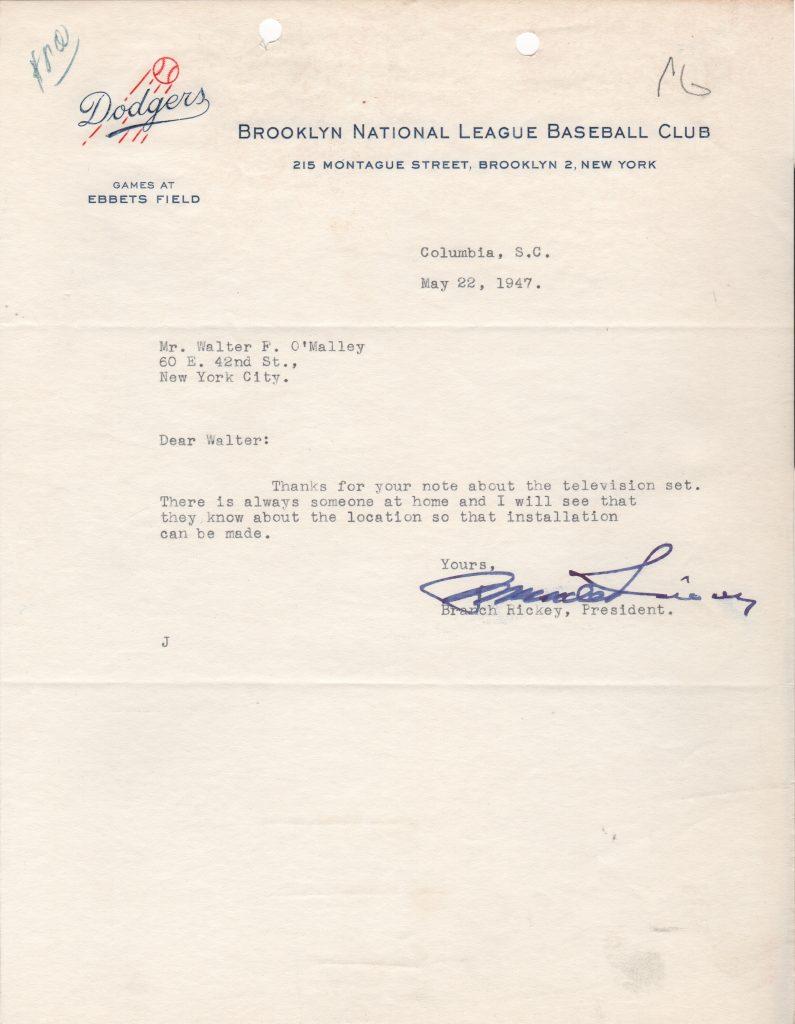 Dodgers
BROOKLYN NATIONAL LEAGUE BASEBALL CLUB
215 MONTAGUE STREET, BROOKLYN 2, NEW YORK
GAMES AT
EBBETS FIELD
Columbia, S.C.
May 22, 1947.
Mr. Walter F. O'Malley
60 E. 42nd St.,
New York City.
Dear Walter:
Thanks for your note about the television set.
There is always someone at home and I will see that
they know about the location so that installation
can be made.
Yours,
Branch Rickey
Branch Rickey, President.
J